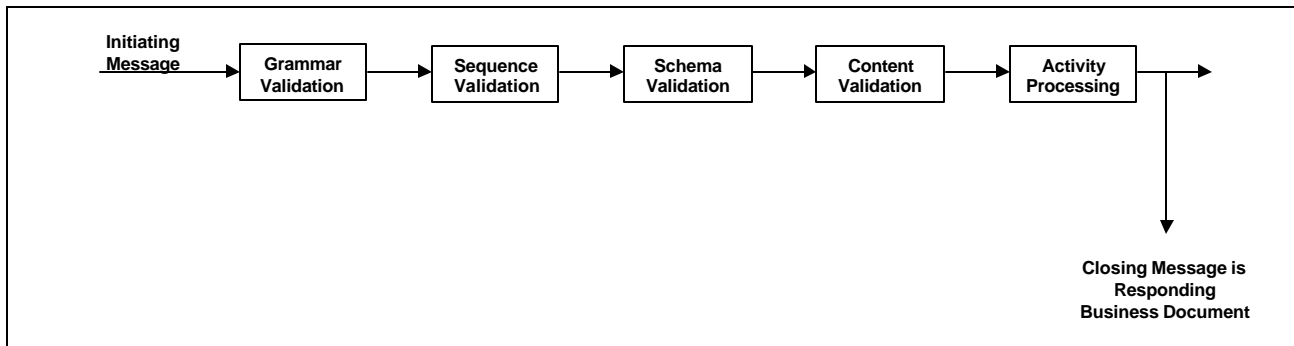 Initiating
Message
Grammar
Validation
Sequence
Validation
Schema
Validation
Content
Validation
Activity
Processing
Closing Message is
Responding
Business Document